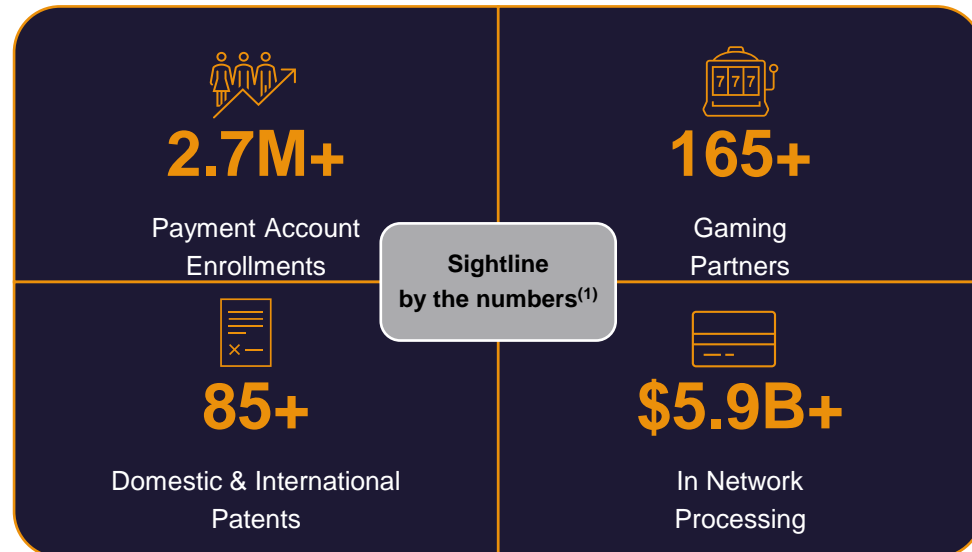 777
2.7M+
Payment Account
Enrollments
165+
Gaming
Partners
Sightline
by the numbers(1)
85+
Domestic & International
Patents
$5.9B+
In Network
Processing